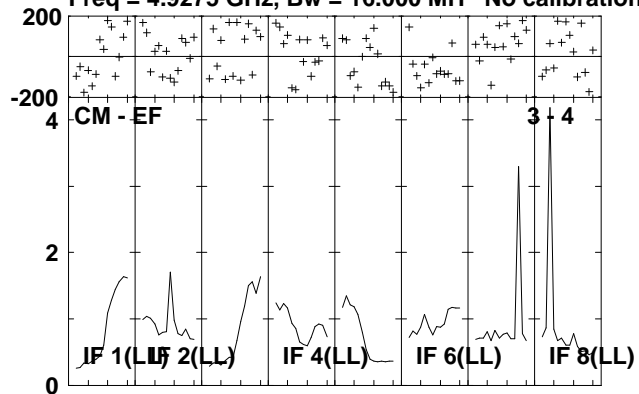 Freq = 4.9275 GHz, Bw = 16.000 MH No calibration
200
-200
CM - EF 3 - 4
4
2
IF 1(LL) IF 2(LL) IF 4(LL) IF 6(LL) IF 8(LL)
0